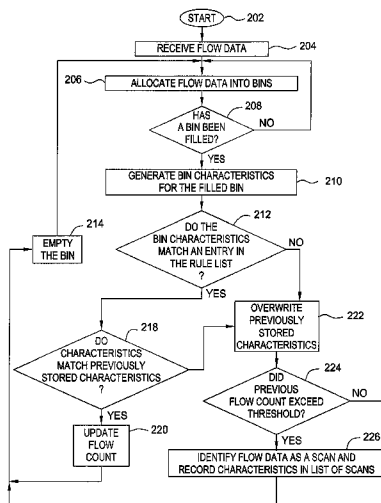 START
202
RECEIVE FLOW DATA
204
206
ALLOCATE FLOW DATA INTO BINS
208
HAS
A BIN BEEN
FILLED?
NO
YES
GENERATE BIN CHARACTERISTICS
FOR THE FILLED BIN
210
214
EMPTY
THE BIN
212
DO THE
BIN CHARACTERISTICS
MATCH AN ENTRY IN
THE RULE LIST
?
NO
YES
OVERWRITE
PREVIOUSLY
STORED
CHARACTERISTICS
222
218
DO
CHARACTERISTICS
MATCH PREVIOUSLY
STORED CHARACTERISTICS
?
224
DID
PREVIOUS
FLOW COUNT EXCEED
THRESHOLD?
NO
YES
220
UPDATE
FLOW
COUNT
YES
226
IDENTIFY FLOW DATA AS A SCAN AND
RECORD CHARACTERISTICS IN LIST OF SCANS